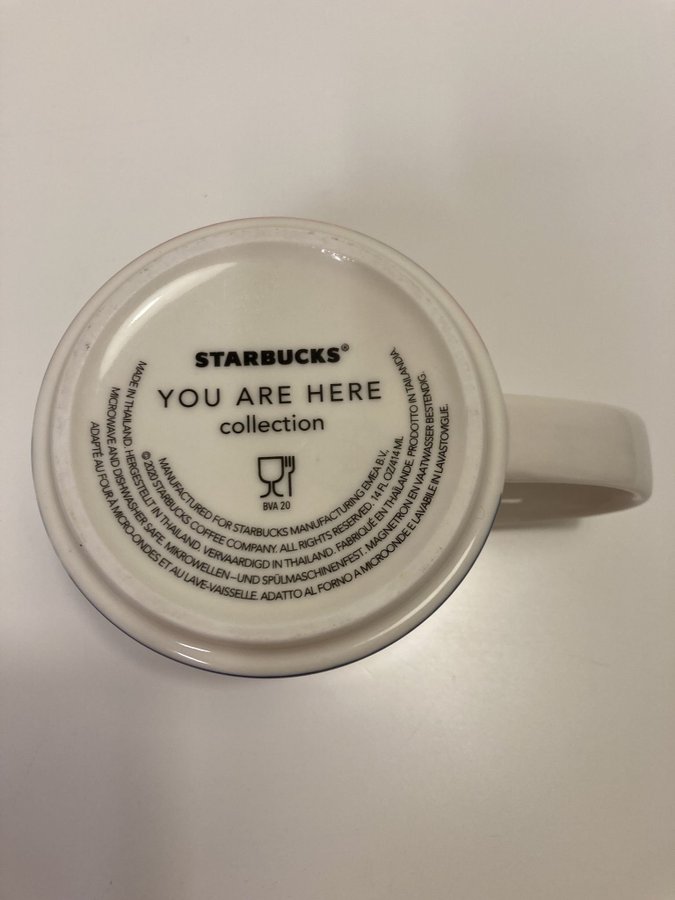 STARBUCKS®
YOU ARE HERE
collection
BVA 20
MANUFACTURED FOR STARBUCKS MANUFACTURING EMEA B.V.,
© 2020 STARBUCKS COFFEE COMPANY. ALL RIGHTS RESERVED. 14 FL OZ/414 ML
MADE IN THAILAND. HERGESTELLT IN THAILAND. VERVAARDIGD IN THAILAND. FABRIQUÉ EN THAÏLANDE. PRODOTTO IN TAILANDIA.
MICROWAVE AND DISHWASHER SAFE. MIKROWELLEN-UND SPÜLMASCHINENFEST. MAGNETRON EN VAATWASSER BESTENDIG.
ADAPTÉ AU FOUR À MICRO-ONDES ET AU LAVE-VAISSELLE. ADATTO AL FORNO A MICROONDE E LAVABILE IN LAVASTOVIGLIE.